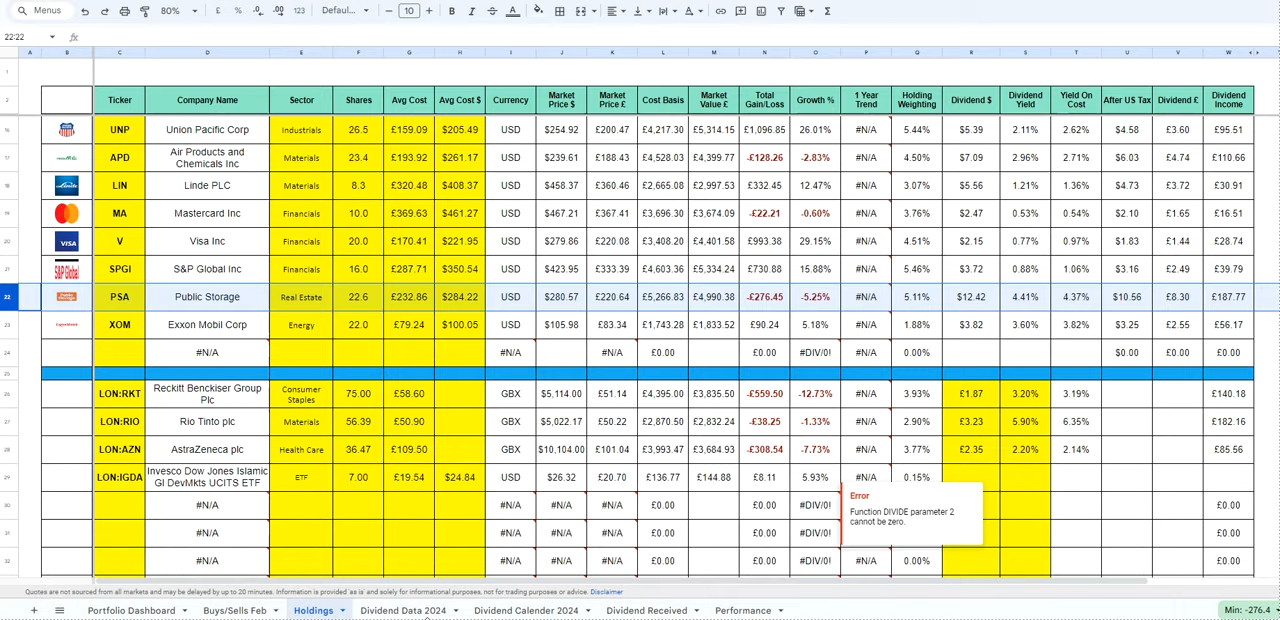 Menus 80% £ % .0 .00 123 Defaul... 10 B I A Σ
22:22 fx
A B C D E F G H I J K L M N O P Q R S T U V W
1
2 Ticker Company Name Sector Shares Avg Cost Avg Cost $ Currency Market Price $ Market Price £ Cost Basis Market Value £ Total Gain/Loss Growth % 1 Year Trend Holding Weighting Dividend $ Dividend Yield Yield On Cost After US Tax Dividend £ Dividend Income
16 UNP Union Pacific Corp Industrials 26.5 £159.09 $205.49 USD $254.92 £200.47 £4,217.30 £5,314.15 £1,096.85 26.01% #N/A 5.44% $5.39 2.11% 2.62% $4.58 £3.60 £95.51
17 APD Air Products and Chemicals Inc Materials 23.4 £193.92 $261.17 USD $239.61 £188.43 £4,528.03 £4,399.77 -£128.26 -2.83% #N/A 4.50% $7.09 2.96% 2.71% $6.03 £4.74 £110.66
18 Linde LIN Linde PLC Materials 8.3 £320.48 $408.37 USD $458.37 £360.46 £2,665.08 £2,997.53 £332.45 12.47% #N/A 3.07% $5.56 1.21% 1.36% $4.73 £3.72 £30.91
19 MA Mastercard Inc Financials 10.0 £369.63 $461.27 USD $467.21 £367.41 £3,696.30 £3,674.09 -£22.21 -0.60% #N/A 3.76% $2.47 0.53% 0.54% $2.10 £1.65 £16.51
20 VISA V Visa Inc Financials 20.0 £170.41 $221.95 USD $279.86 £220.08 £3,408.20 £4,401.58 £993.38 29.15% #N/A 4.51% $2.15 0.77% 0.97% $1.83 £1.44 £28.74
21 S&P Global SPGI S&P Global Inc Financials 16.0 £287.71 $350.54 USD $423.95 £333.39 £4,603.36 £5,334.24 £730.88 15.88% #N/A 5.46% $3.72 0.88% 1.06% $3.16 £2.49 £39.79
22 Public Storage PSA Public Storage Real Estate 22.6 £232.86 $284.22 USD $280.57 £220.64 £5,266.83 £4,990.38 -£276.45 -5.25% #N/A 5.11% $12.42 4.41% 4.37% $10.56 £8.30 £187.77
23 ExxonMobil XOM Exxon Mobil Corp Energy 22.0 £79.24 $100.05 USD $105.98 £83.34 £1,743.28 £1,833.52 £90.24 5.18% #N/A 1.88% $3.82 3.60% 3.82% $3.25 £2.55 £56.17
24 #N/A #N/A #N/A £0.00 £0.00 #DIV/0! #N/A 0.00% $0.00 £0.00 £0.00
25
26 LON:RKT Reckitt Benckiser Group Plc Consumer Staples 75.00 £58.60 GBX $5,114.00 £51.14 £4,395.00 £3,835.50 -£559.50 -12.73% #N/A 3.93% £1.87 3.20% 3.19% £140.18
27 LON:RIO Rio Tinto plc Materials 56.39 £50.90 GBX $5,022.17 £50.22 £2,870.50 £2,832.24 -£38.25 -1.33% #N/A 2.90% £3.23 5.90% 6.35% £182.16
28 LON:AZN AstraZeneca plc Health Care 36.47 £109.50 GBX $10,104.00 £101.04 £3,993.47 £3,684.93 -£308.54 -7.73% #N/A 3.77% £2.35 2.20% 2.14% £85.56
29 LON:IGDA Invesco Dow Jones Islamic GI DevMkts UCITS ETF ETF 7.00 £19.54 $24.84 GBX $26.32 £20.70 £136.77 £144.88 £8.11 5.93% #N/A 0.15%
30 #N/A #N/A #N/A #N/A £0.00 £0.00 #DIV/0! £0.00
31 #N/A #N/A #N/A #N/A £0.00 £0.00 #DIV/0! £0.00
32 #N/A #N/A #N/A #N/A £0.00 £0.00 #DIV/0! #N/A 0.00% £0.00
Error
Function DIVIDE parameter 2
cannot be zero.
Quotes are not sourced from all markets and may be delayed by up to 20 minutes. Information is provided 'as is' and solely for informational purposes, not for trading purposes or advice. Disclaimer
Portfolio Dashboard Buys/Sells Feb Holdings Dividend Data 2024 Dividend Calender 2024 Dividend Received Performance Min: -276.4